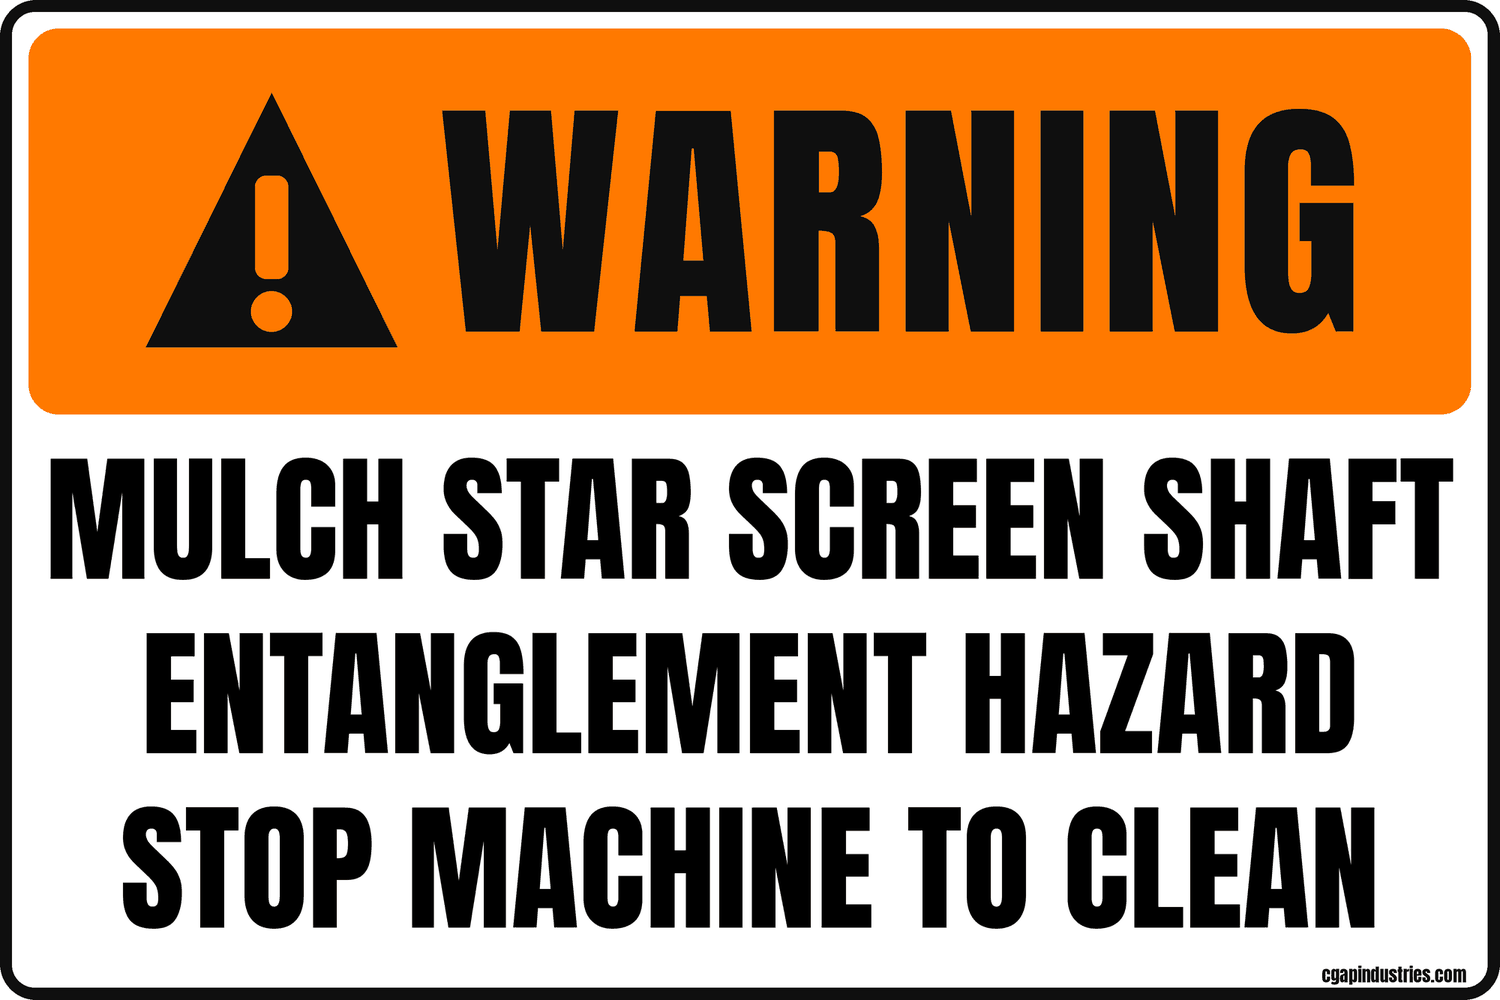 WARNING
MULCH STAR SCREEN SHAFT
ENTANGLEMENT HAZARD
STOP MACHINE TO CLEAN
cgapindustries.com